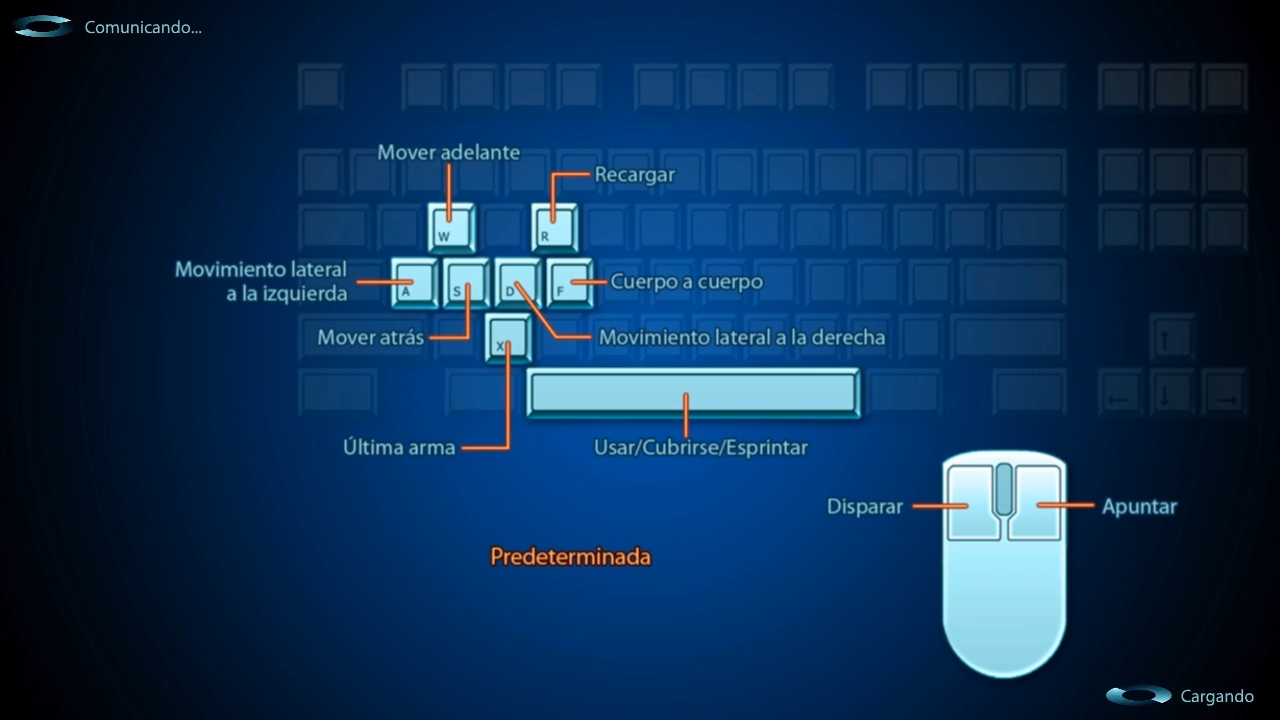 Comunicando...
Mover adelante
Recargar
W
R
Movimiento lateral
a la izquierda
A
S
D
F
Cuerpo a cuerpo
Mover atrás
X
Movimiento lateral a la derecha
↑
← ↓ →
Última arma
Usar/Cubrirse/Esprintar
Disparar
Apuntar
Predeterminada
Cargando